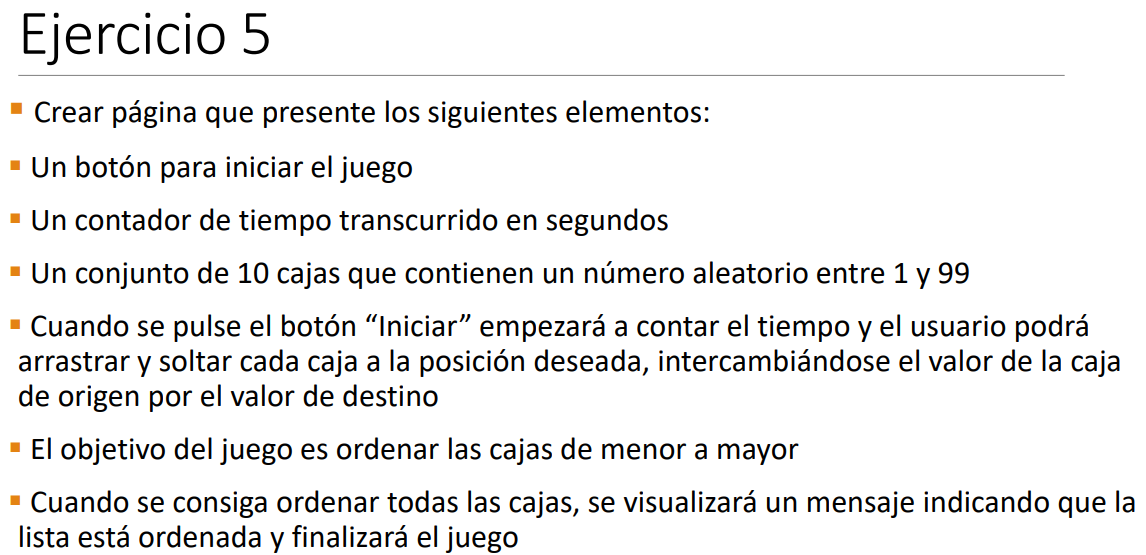 Ejercicio 5
▪ Crear página que presente los siguientes elementos:
▪ Un botón para iniciar el juego
▪ Un contador de tiempo transcurrido en segundos
▪ Un conjunto de 10 cajas que contienen un número aleatorio entre 1 y 99
▪ Cuando se pulse el botón “Iniciar” empezará a contar el tiempo y el usuario podrá
arrastrar y soltar cada caja a la posición deseada, intercambiándose el valor de la caja
de origen por el valor de destino
▪ El objetivo del juego es ordenar las cajas de menor a mayor
▪ Cuando se consiga ordenar todas las cajas, se visualizará un mensaje indicando que la
lista está ordenada y finalizará el juego